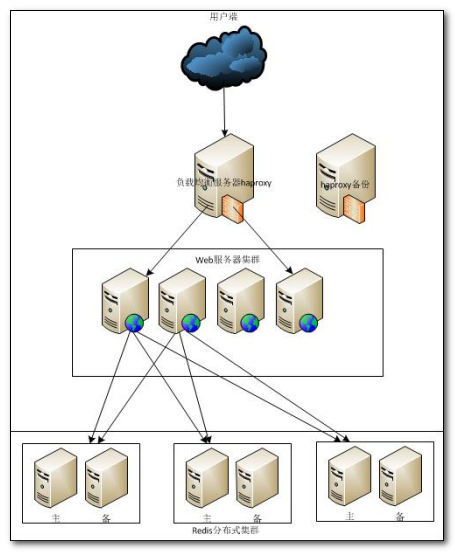 用户端
负载均衡服务器haproxy
haproxy备份
Web服务器集群
主 备
主 备
主 备
Redis分布式集群